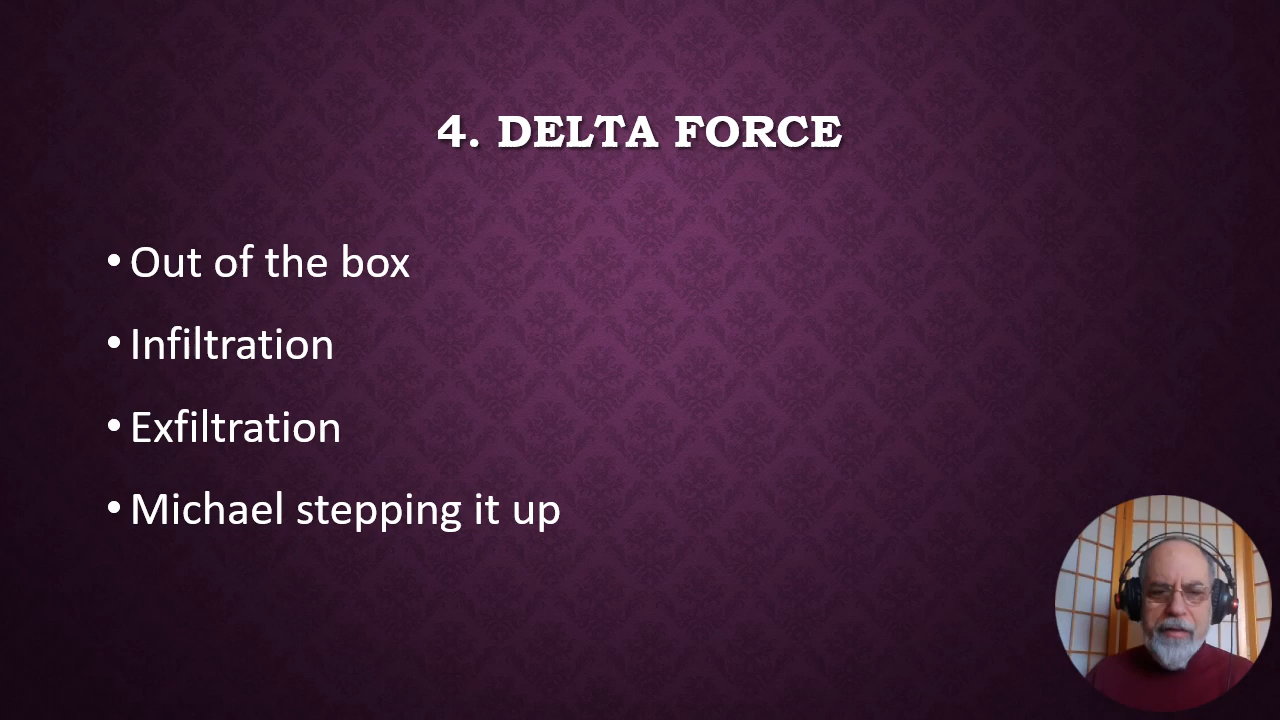 4. DELTA FORCE
• Out of the box
• Infiltration
• Exfiltration
• Michael stepping it up